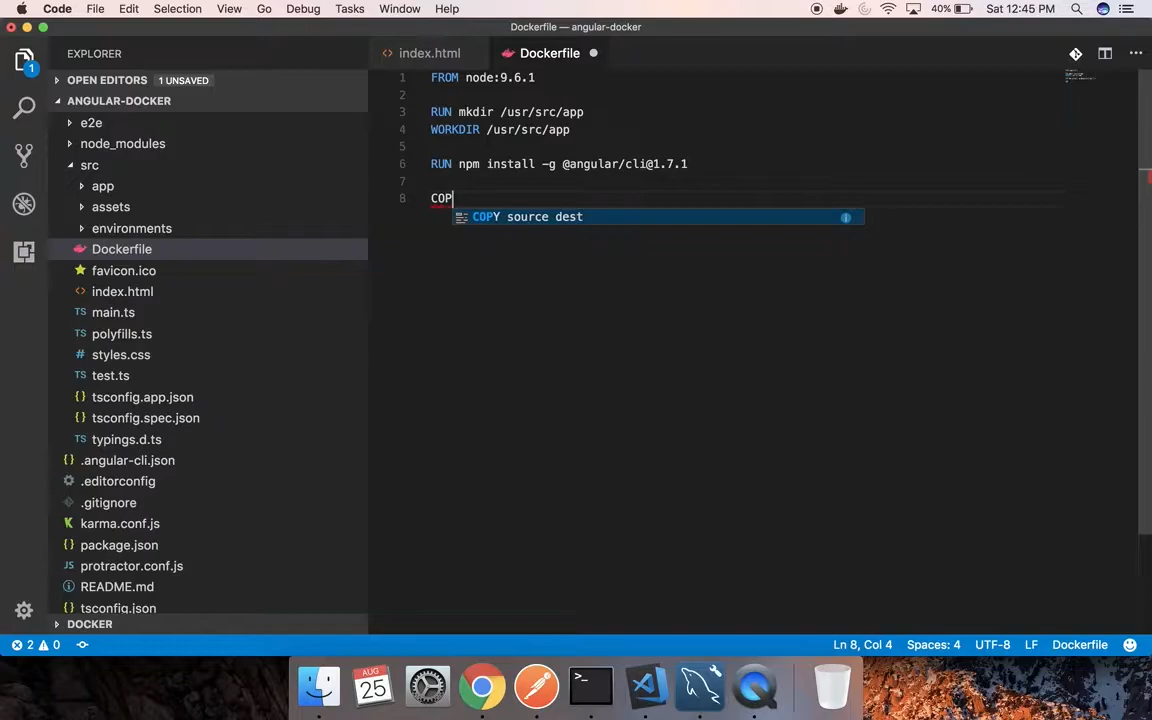 Code File Edit Selection View Go Debug Tasks Window Help 40% Sat 12:45 PM
Dockerfile — angular-docker
EXPLORER
index.html
Dockerfile
OPEN EDITORS 1 UNSAVED
ANGULAR-DOCKER
e2e
node_modules
src
app
assets
environments
Dockerfile
favicon.ico
index.html
TS main.ts
TS polyfills.ts
# styles.css
TS test.ts
{} tsconfig.app.json
{} tsconfig.spec.json
TS typings.d.ts
{} .angular-cli.json
.editorconfig
.gitignore
K karma.conf.js
{} package.json
JS protractor.conf.js
README.md
{} tsconfig.json
DOCKER
1
1 FROM node:9.6.1
2
3 RUN mkdir /usr/src/app
4 WORKDIR /usr/src/app
5
6 RUN npm install -g @angular/cli@1.7.1
7
8 COP
COPY source dest
2 0
Ln 8, Col 4 Spaces: 4 UTF-8 LF Dockerfile
AUG
25
>_